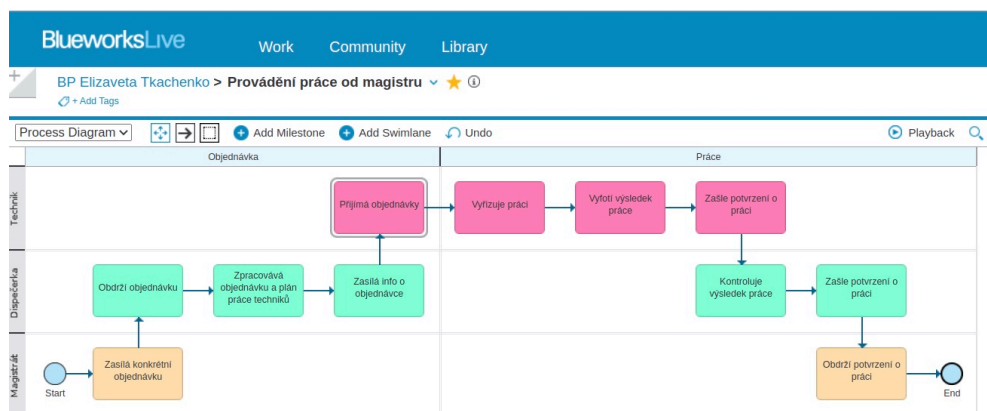 BlueworksLive
Work
Community
Library
BP Elizaveta Tkachenko > Provádění práce od magistru
+ Add Tags
Process Diagram
Add Milestone
Add Swimlane
Undo
Playback
Objednávka
Práce
Technik
Přijímá objednávky
Vyřizuje práci
Vyfotí výsledek
práce
Zašle potvrzení o
práci
Dispečerka
Obdrží objednávku
Zpracovává
objednávku a plán
práce techniků
Zasílá info o
objednávce
Kontroluje
výsledek práce
Zašle potvrzení o
práci
Magistrát
Start
Zasílá konkrétní
objednávku
Obdrží potvrzení o
práci
End